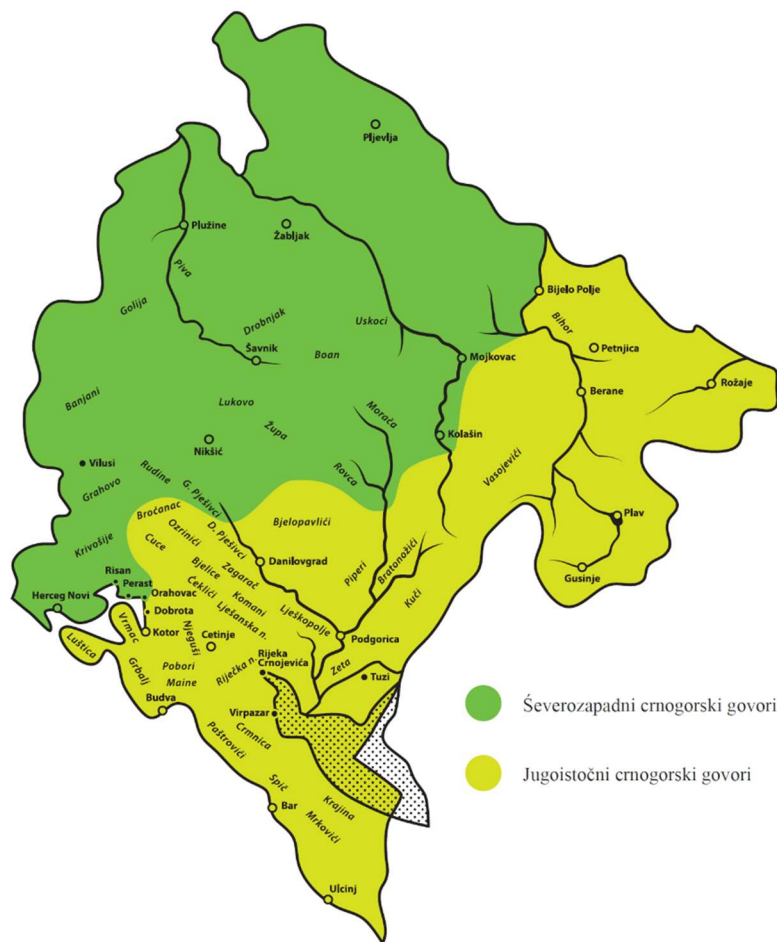 Pljevlja
Plužine
Žabljak
Piva
Golija
Bijelo Polje
Drobnjak
Uskoci
Bihor
Šavnik
Boan
Mojkovac
Petnjica
Rožaje
Berane
Banjani
Lukovo
Morača
Župa
Kolašin
Nikšić
Vilusi
Rudine
Rovca
Vasojevići
Grahovo
G. Pješivci
Bročanac
Bjelopavlići
Plav
Ozrinići
D. Pješivci
Krivošije
Cuce
Danilovgrad
Bratonožići
Zagarač
Piperi
Gusinje
Risan
Bjelice
Perast
Komani
Kuči
Herceg Novi
Orahovac
Čeklići
Lješkopolje
Dobrota
Lješanska n.
Vrmac
Njeguši
Podgorica
Kotor
Cetinje
Luštica
Grbalj
Pobori
Riječka n.
Rijeka
Crnojevića
Zeta
Tuzi
Maine
Budva
Virpazar
Crmnica
Paštrovići
Spič
Krajina
Bar
Mrkovići
Ulcinj
Śeverozapadni crnogorski govori
Jugoistočni crnogorski govori